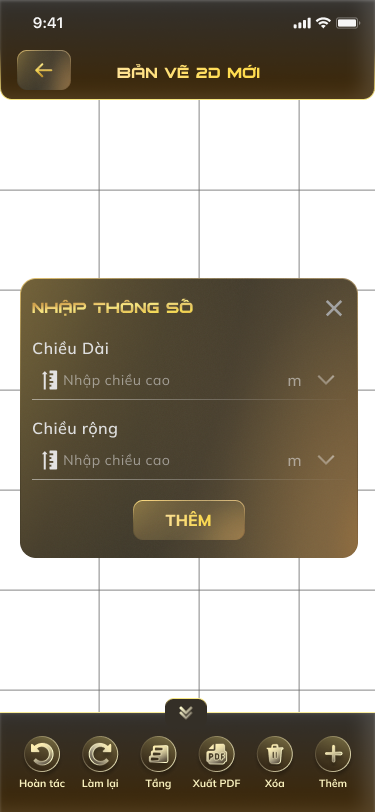 9:41
BẢN VẼ 2D MỚI
NHẬP THÔNG SỐ
Chiều Dài
Nhập chiều cao m
Chiều rộng
Nhập chiều cao m
THÊM
Hoàn tác Làm lại Tầng Xuất PDF Xóa Thêm